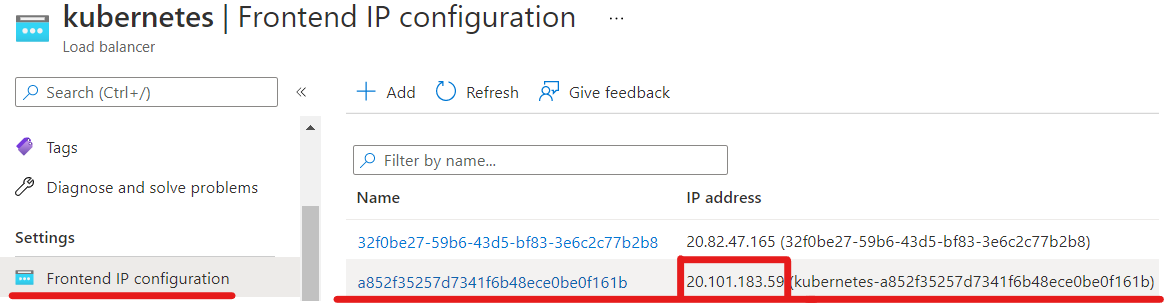 kubernetes | Frontend IP configuration ...
Load balancer
Search (Ctrl+/)
«
Tags
Diagnose and solve problems
Settings
Frontend IP configuration
Add Refresh Give feedback
Filter by name...
Name IP address
32f0be27-59b6-43d5-bf83-3e6c2c77b2b8 20.82.47.165 (32f0be27-59b6-43d5-bf83-3e6c2c77b2b8)
a852f35257d7341f6b48ece0be0f161b 20.101.183.59 (kubernetes-a852f35257d7341f6b48ece0be0f161b)